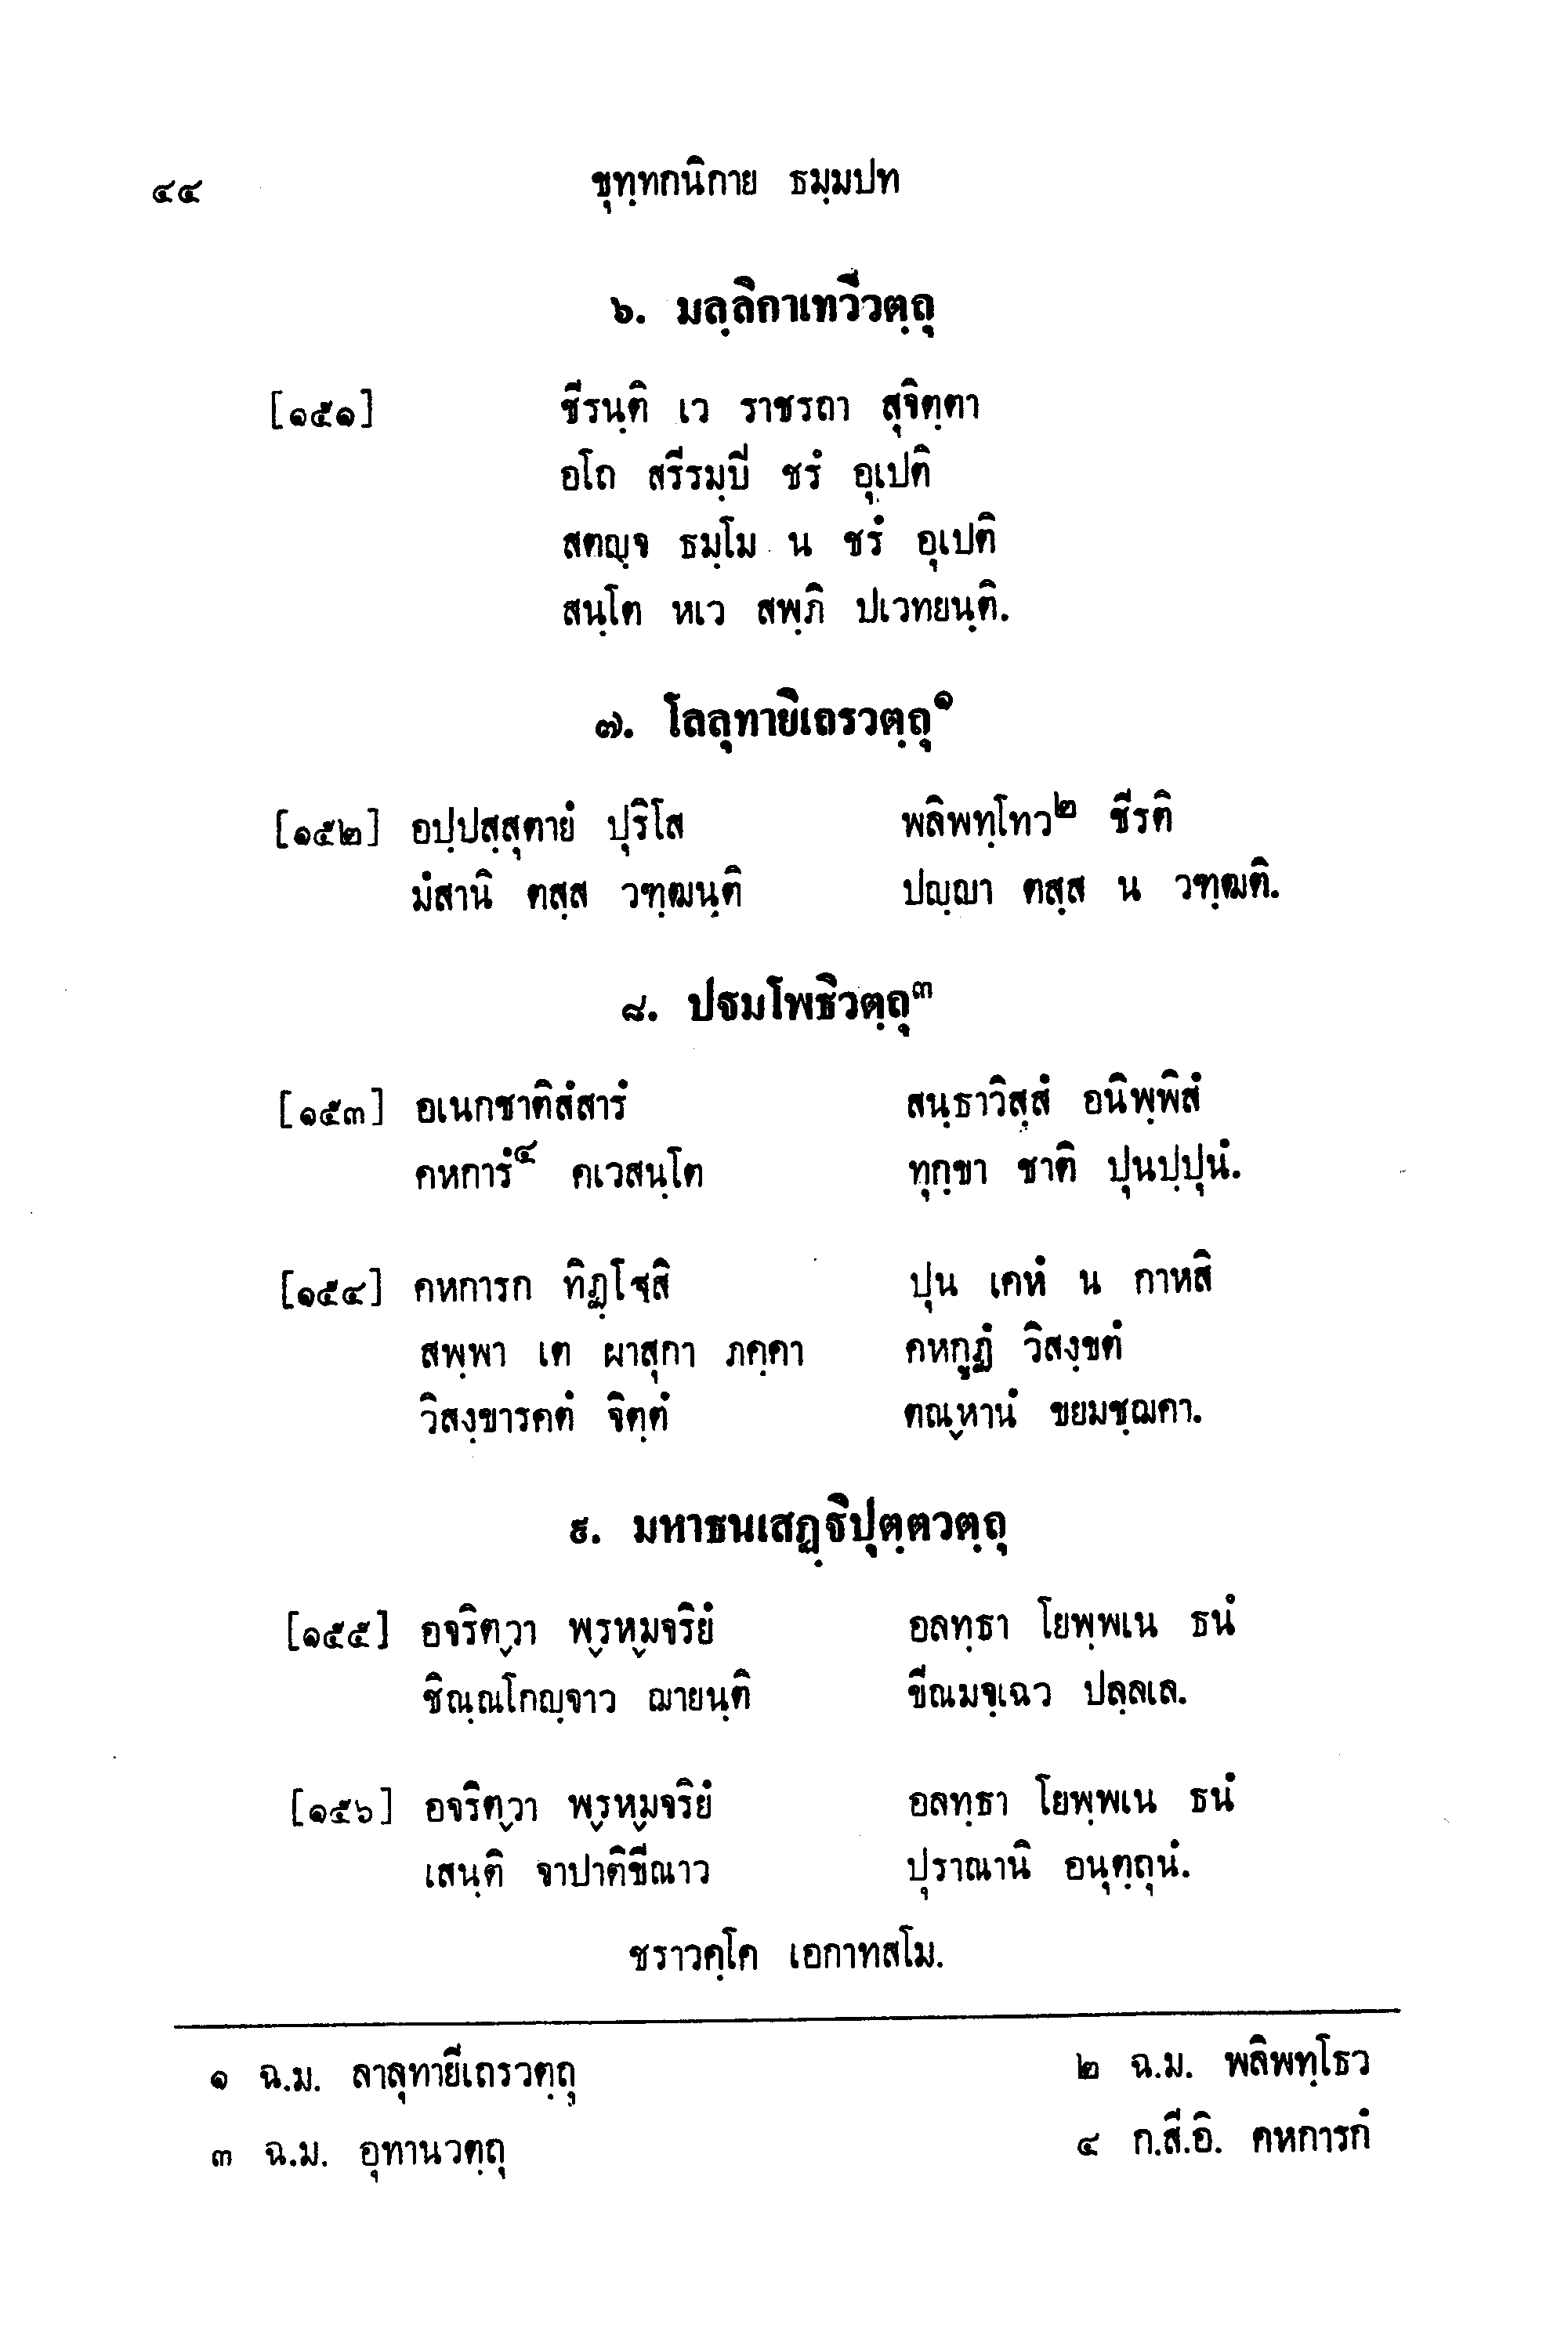 ๔๔ ขุทฺทกนิกาย ธมฺมปท
๖. มลฺลิกาเทวีวตฺถุ
[๑๕๑] ชีรนฺติ เว ราชรถา สุจิตฺตา
อโถ สรีรมฺปี ชรํ อุเปติ
สตญฺจ ธมฺโม น ชรํ อุเปติ
สนฺโต หเว สพฺภิ ปเวทยนฺติ.
๗. โลลุทายิเถรวตฺถุ๑
[๑๕๒] อปฺปสฺสุตายํ ปุริโส พลิพทฺโทว๒ ชีรติ
มํสานิ ตสฺส วฑฺฒนฺติ ปญฺญา ตสฺส น วฑฺฒติ.
๘. ปฐมโพธิวตฺถุ๓
[๑๕๓] อเนกชาติสํสารํ สนฺธาวิสฺสํ อนิพฺพิสํ
คหการํ๔ คเวสนฺโต ทุกฺขา ชาติ ปุนปฺปุนํ.
[๑๕๔] คหการก ทิฏฺโฐสิ ปุน เคหํ น กาหสิ
สพฺพา เต ผาสุกา ภคฺคา คหกูฏํ วิสงฺขตํ
วิสงฺขารคตํ จิตฺตํ ตณฺหานํ ขยมชฺฌคา.
๙. มหาธนเสฏฺฐิปุตฺตวตฺถุ
[๑๕๕] อจริตฺวา พฺรหฺมจริยํ อลทฺธา โยพฺพเน ธนํ
ชิณฺณโกญฺจาว ฌายนฺติ ขีณมจฺเฉว ปลฺลเล.
[๑๕๖] อจริตฺวา พฺรหฺมจริยํ อลทฺธา โยพฺพเน ธนํ
เสนฺติ จาปาติขีณาว ปุราณานิ อนุตฺถุนํ.
ชราวคฺโค เอกาทสโม.
๑ ฉ.ม. ลาลุทายีเถรวตฺถุ ๒ ฉ.ม. พลิพทฺโธว
๓ ฉ.ม. อุทานวตฺถุ ๔ ก.สี.อิ. คหการกํ